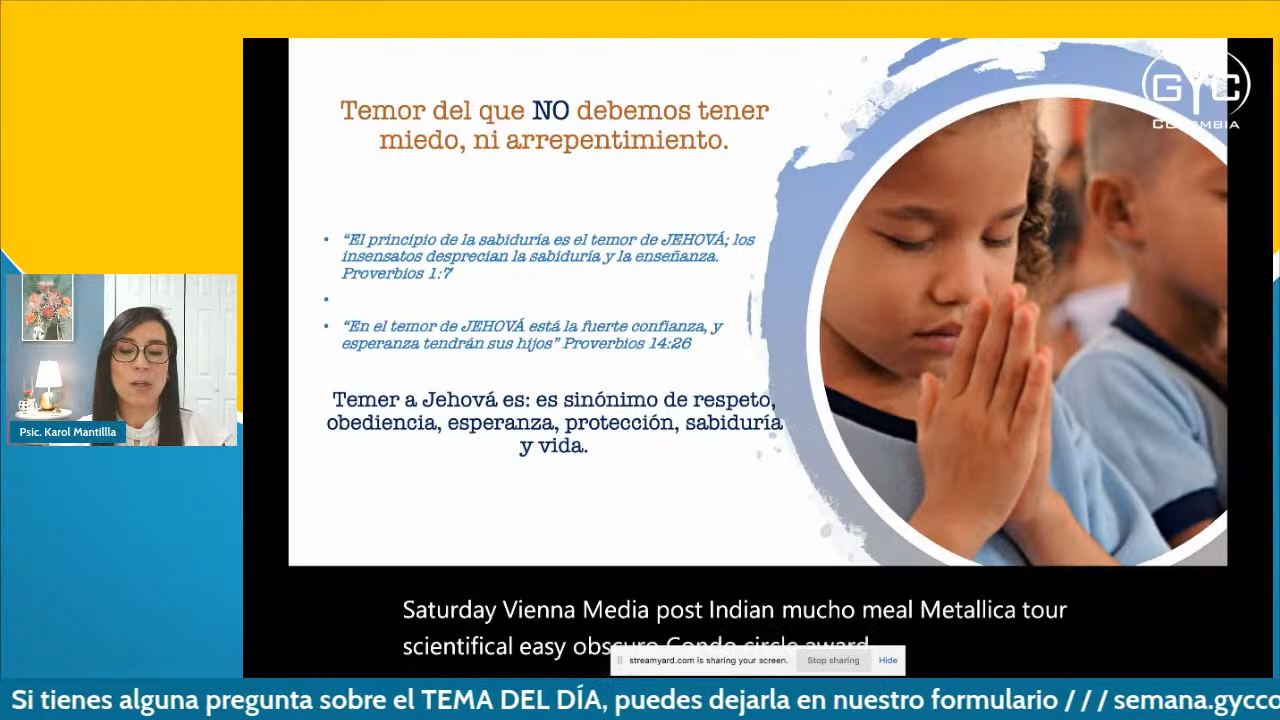 GYC
COLOMBIA
Temor del que NO debemos tener
miedo, ni arrepentimiento.
• “El principio de la sabiduría es el temor de JEHOVÁ; los
insensatos desprecian la sabiduría y la enseñanza.
Proverbios 1:7
•
• “En el temor de JEHOVÁ está la fuerte confianza, y
esperanza tendrán sus hijos” Proverbios 14:26
Temer a Jehová es: es sinónimo de respeto,
obediencia, esperanza, protección, sabiduría
y vida.
Psic. Karol Mantillla
Saturday Vienna Media post Indian mucho meal Metallica tour
scientifical easy obscure Condo circle award
streamyard.com is sharing your screen. Stop sharing Hide
Si tienes alguna pregunta sobre el TEMA DEL DÍA, puedes dejarla en nuestro formulario / / / semana.gycco